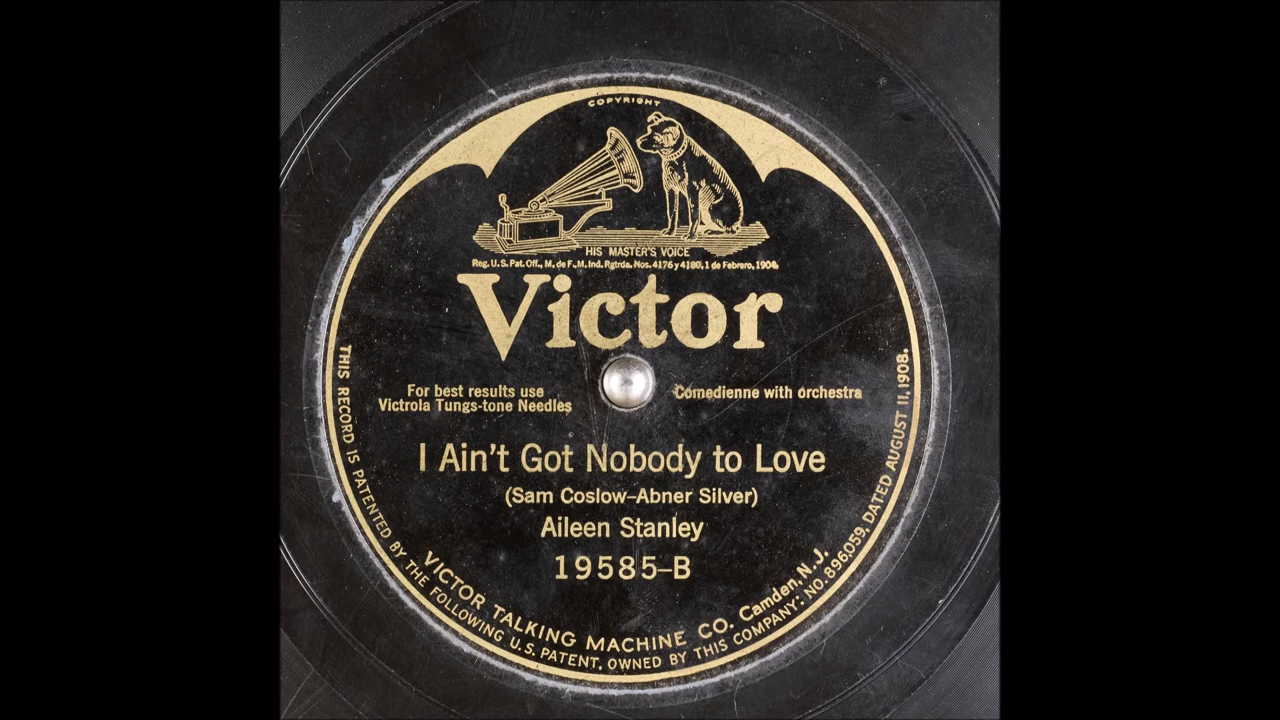 COPYRIGHT
HIS MASTER'S VOICE
Reg. U.S. Pat. Off., M. de F., M. Ind. Rgtrda. Nos. 4176 y 4180, 1 de Febrero, 1904.
Victor
For best results use
Victrola Tungs-tone Needles
Comedienne with orchestra
I Ain't Got Nobody to Love
(Sam Coslow–Abner Silver)
Aileen Stanley
19585–B
VICTOR TALKING MACHINE CO. Camden, N. J.
THIS RECORD IS PATENTED BY THE FOLLOWING U.S. PATENT, OWNED BY THIS COMPANY: NO. 896,059, DATED AUGUST 11, 1908.